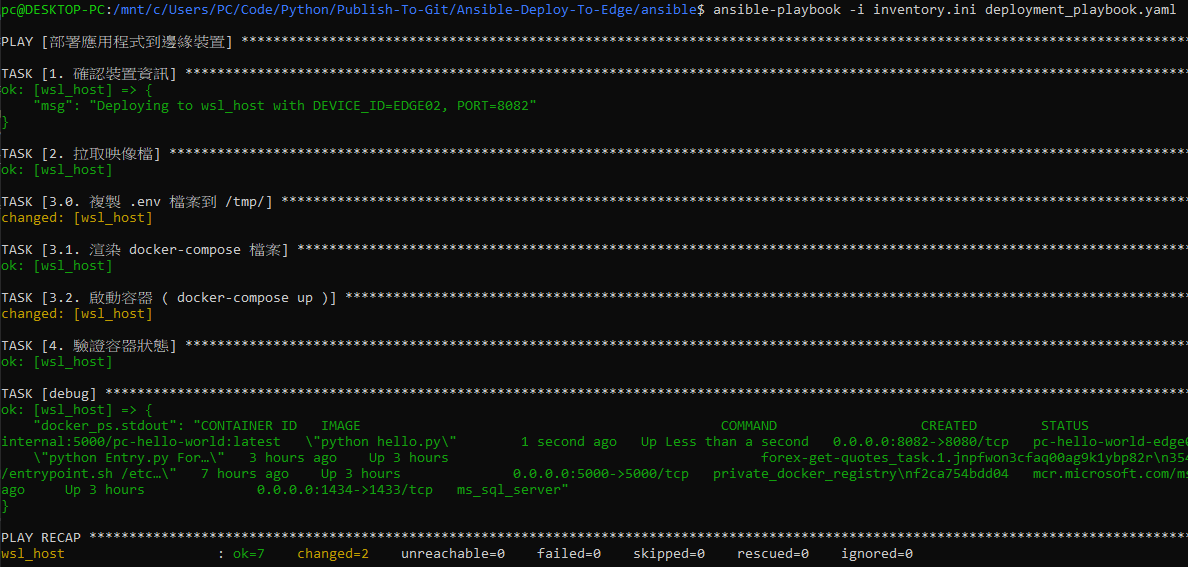 pc@DESKTOP-PC:/mnt/c/Users/PC/Code/Python/Publish-To-Git/Ansible-Deploy-To-Edge/ansible$ ansible-playbook -i inventory.ini deployment_playbook.yaml
PLAY [部署應用程式到邊緣裝置] **********************************************************************************************************************
TASK [1. 確認裝置資訊] *****************************************************************************************************************************
ok: [wsl_host] => {
"msg": "Deploying to wsl_host with DEVICE_ID=EDGE02, PORT=8082"
}
TASK [2. 拉取映像檔] *******************************************************************************************************************************
ok: [wsl_host]
TASK [3.0. 複製 .env 檔案到 /tmp/] *****************************************************************************************************************
changed: [wsl_host]
TASK [3.1. 渲染 docker-compose 檔案] ***************************************************************************************************************
ok: [wsl_host]
TASK [3.2. 啟動容器 ( docker-compose up )] *********************************************************************************************************
changed: [wsl_host]
TASK [4. 驗證容器狀態] *****************************************************************************************************************************
ok: [wsl_host]
TASK [debug] ***************************************************************************************************************************************
ok: [wsl_host] => {
"docker_ps.stdout": "CONTAINER ID   IMAGE                                             COMMAND                  CREATED        STATUS
internal:5000/pc-hello-world:latest   \"python hello.py\"        1 second ago   Up Less than a second   0.0.0.0:8082->8080/tcp   pc-hello-world-edge0
\"python Entry.py For…\"   3 hours ago    Up 3 hours                                       forex-get-quotes_task.1.jnpfwon3cfaq00ag9k1ybp82r\n354
/entrypoint.sh /etc…\"   7 hours ago    Up 3 hours              0.0.0.0:5000->5000/tcp   private_docker_registry\nf2ca754bdd04   mcr.microsoft.com/ms
ago     Up 3 hours              0.0.0.0:1434->1433/tcp   ms_sql_server"
}
PLAY RECAP *****************************************************************************************************************************************
wsl_host                   : ok=7    changed=2    unreachable=0    failed=0    skipped=0    rescued=0    ignored=0